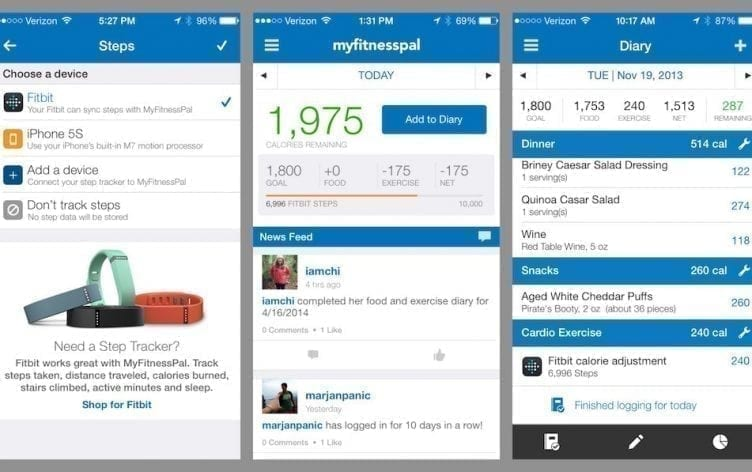 Verizon 5:27 PM 96%
Steps
Choose a device
Fitbit
Your Fitbit can sync steps with MyFitnessPal
iPhone 5S
Use your iPhone's built-in M7 motion processor
Add a device
Connect your step tracker to MyFitnessPal
Don't track steps
No step data will be stored
Need a Step Tracker?
Fitbit works great with MyFitnessPal. Track
steps taken, distance traveled, calories burned,
stairs climbed, active minutes and sleep.
Shop for Fitbit
Verizon 1:31 PM 69%
myfitnesspal
TODAY
1,975
CALORIES REMAINING
Add to Diary
1,800 +0 -175 -175
GOAL FOOD EXERCISE NET
6,996 FITBIT STEPS 10,000
News Feed
iamchi
4 hrs ago
iamchi completed her food and exercise diary for
4/16/2014
0 Comments • 1 Like
marjanpanic
Yesterday
marjanpanic has logged in for 10 days in a row!
0 Comments • 1 Like
Verizon 10:17 AM 87%
Diary
TUE | Nov 19, 2013
1,800 1,753 240 1,513 287
GOAL FOOD EXERCISE NET REMAINING
Dinner 514 cal
Briney Caesar Salad Dressing
1 serving(s) 122
Quinoa Casar Salad
1 serving(s) 274
Wine
Red Table Wine, 5 oz 118
Snacks 260 cal
Aged White Cheddar Puffs
Pirate's Booty, 2 oz (about 36 pieces) 260
Cardio Exercise 240 cal
Fitbit calorie adjustment 240
6,996 Steps
Finished logging for today